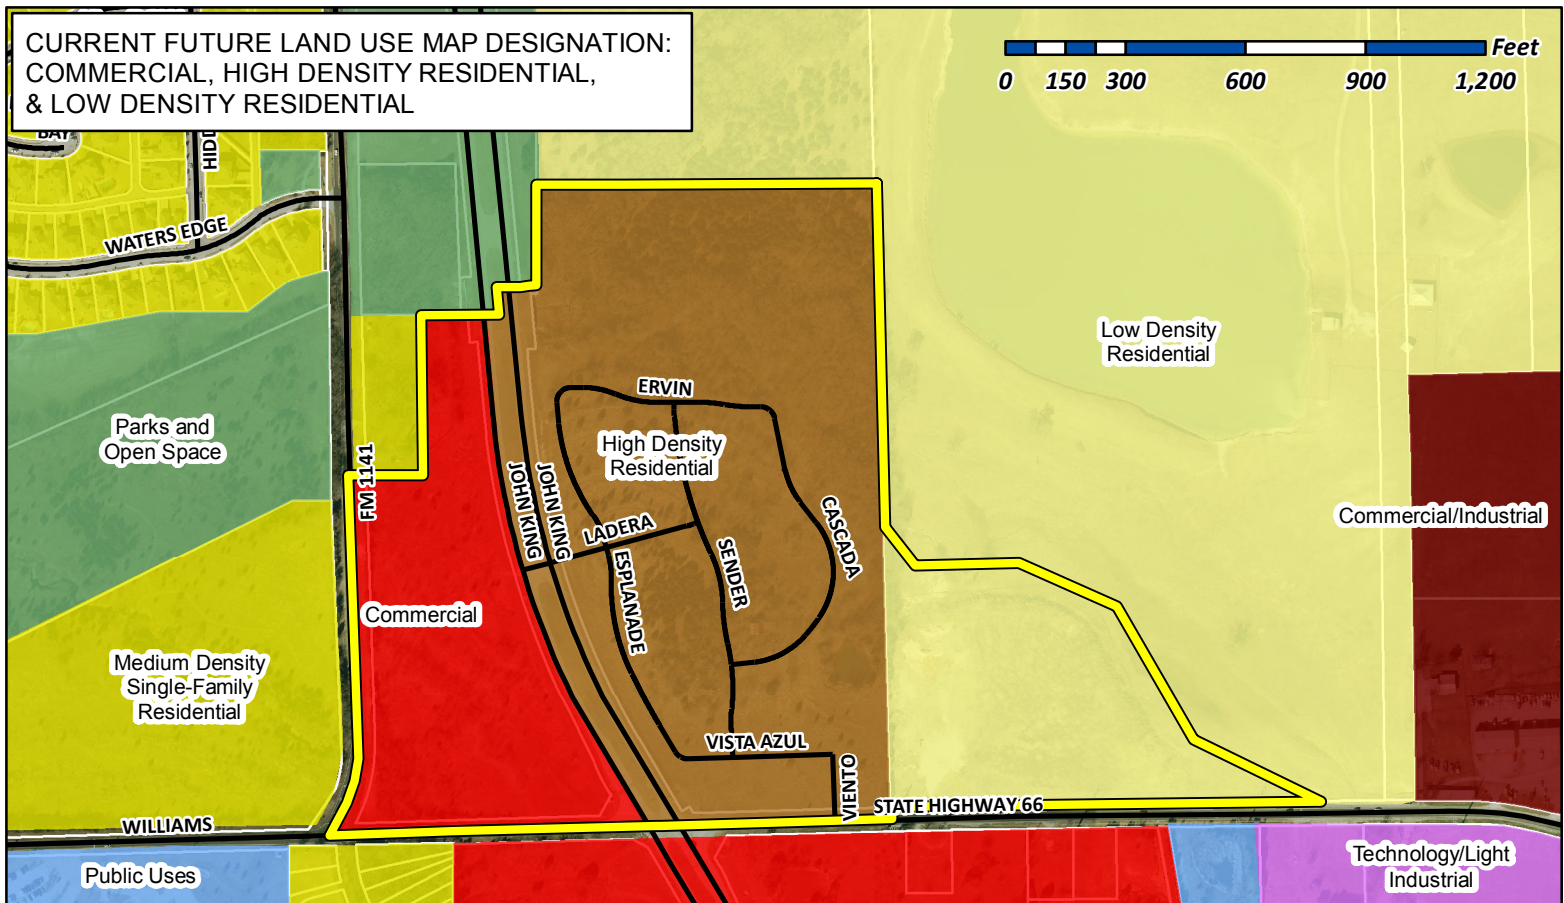 CURRENT FUTURE LAND USE MAP DESIGNATION:
COMMERCIAL, HIGH DENSITY RESIDENTIAL,
& LOW DENSITY RESIDENTIAL
Feet
0 150 300 600 900 1,200
BAY
WATERS EDGE
Low Density
Residential
Parks and
Open Space
FM 1141
ERVIN
High Density
Residential
JOHN KING
JOHN KING
LADERA
CASCADA
SENDER
ESPLANADE
Commercial/Industrial
Commercial
Medium Density
Single-Family
Residential
VISTA AZUL
VIENTO
STATE HIGHWAY 66
WILLIAMS
Public Uses
Technology/Light
Industrial